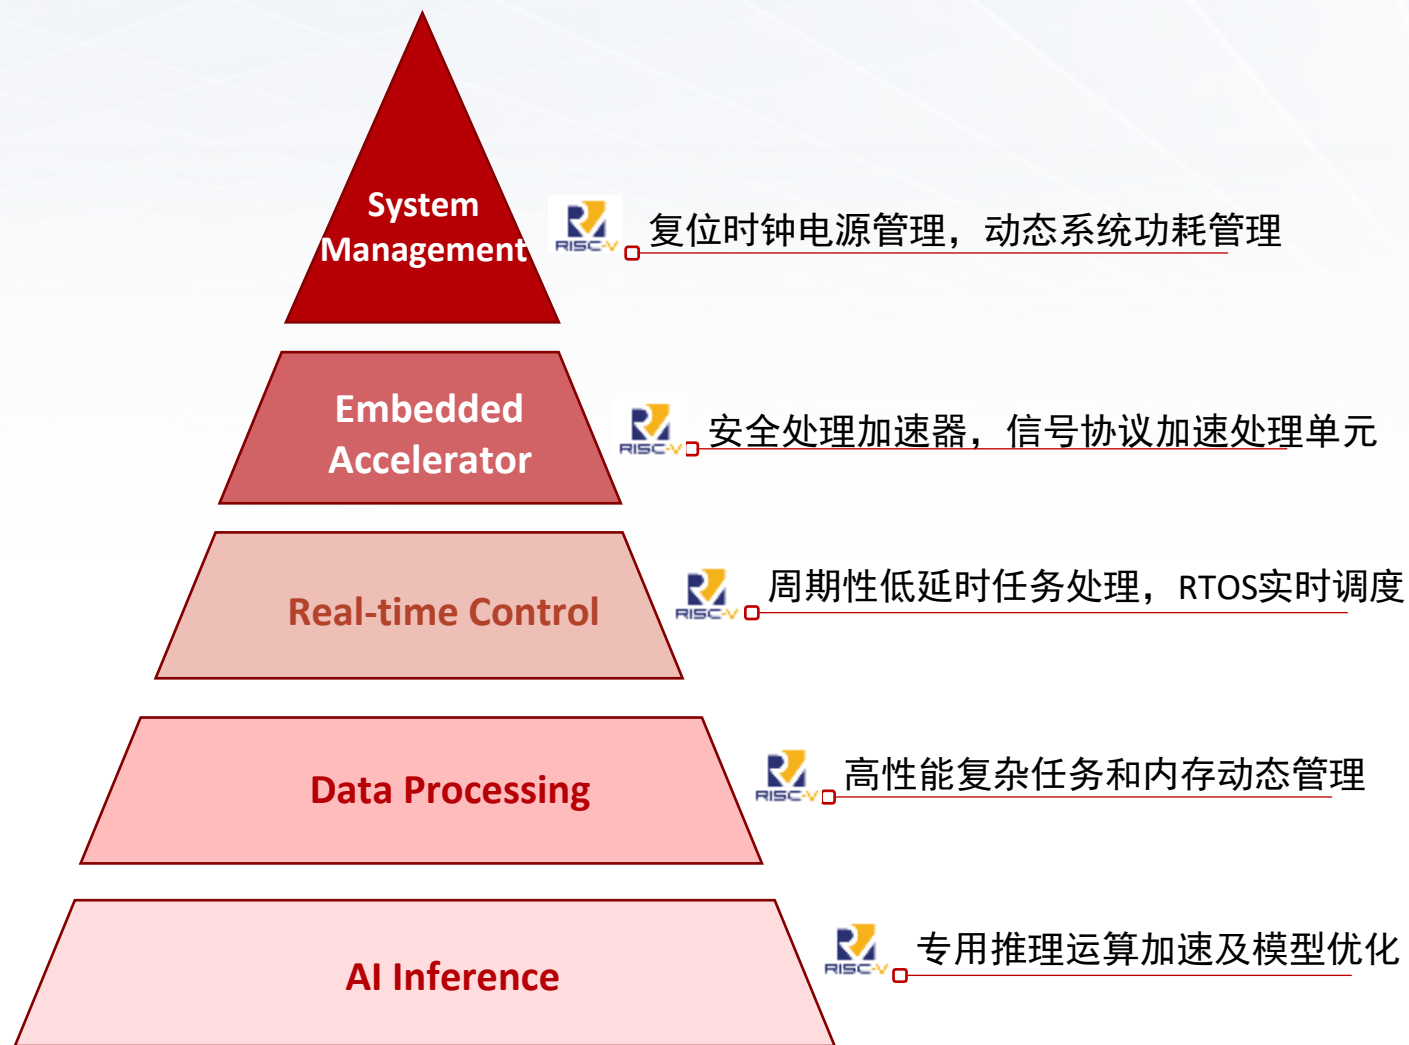 System
Management
RISC-V
复位时钟电源管理，动态系统功耗管理
Embedded
Accelerator
RISC-V
安全处理加速器，信号协议加速处理单元
Real-time Control
RISC-V
周期性低延时任务处理，RTOS实时调度
Data Processing
RISC-V
高性能复杂任务和内存动态管理
AI Inference
RISC-V
专用推理运算加速及模型优化